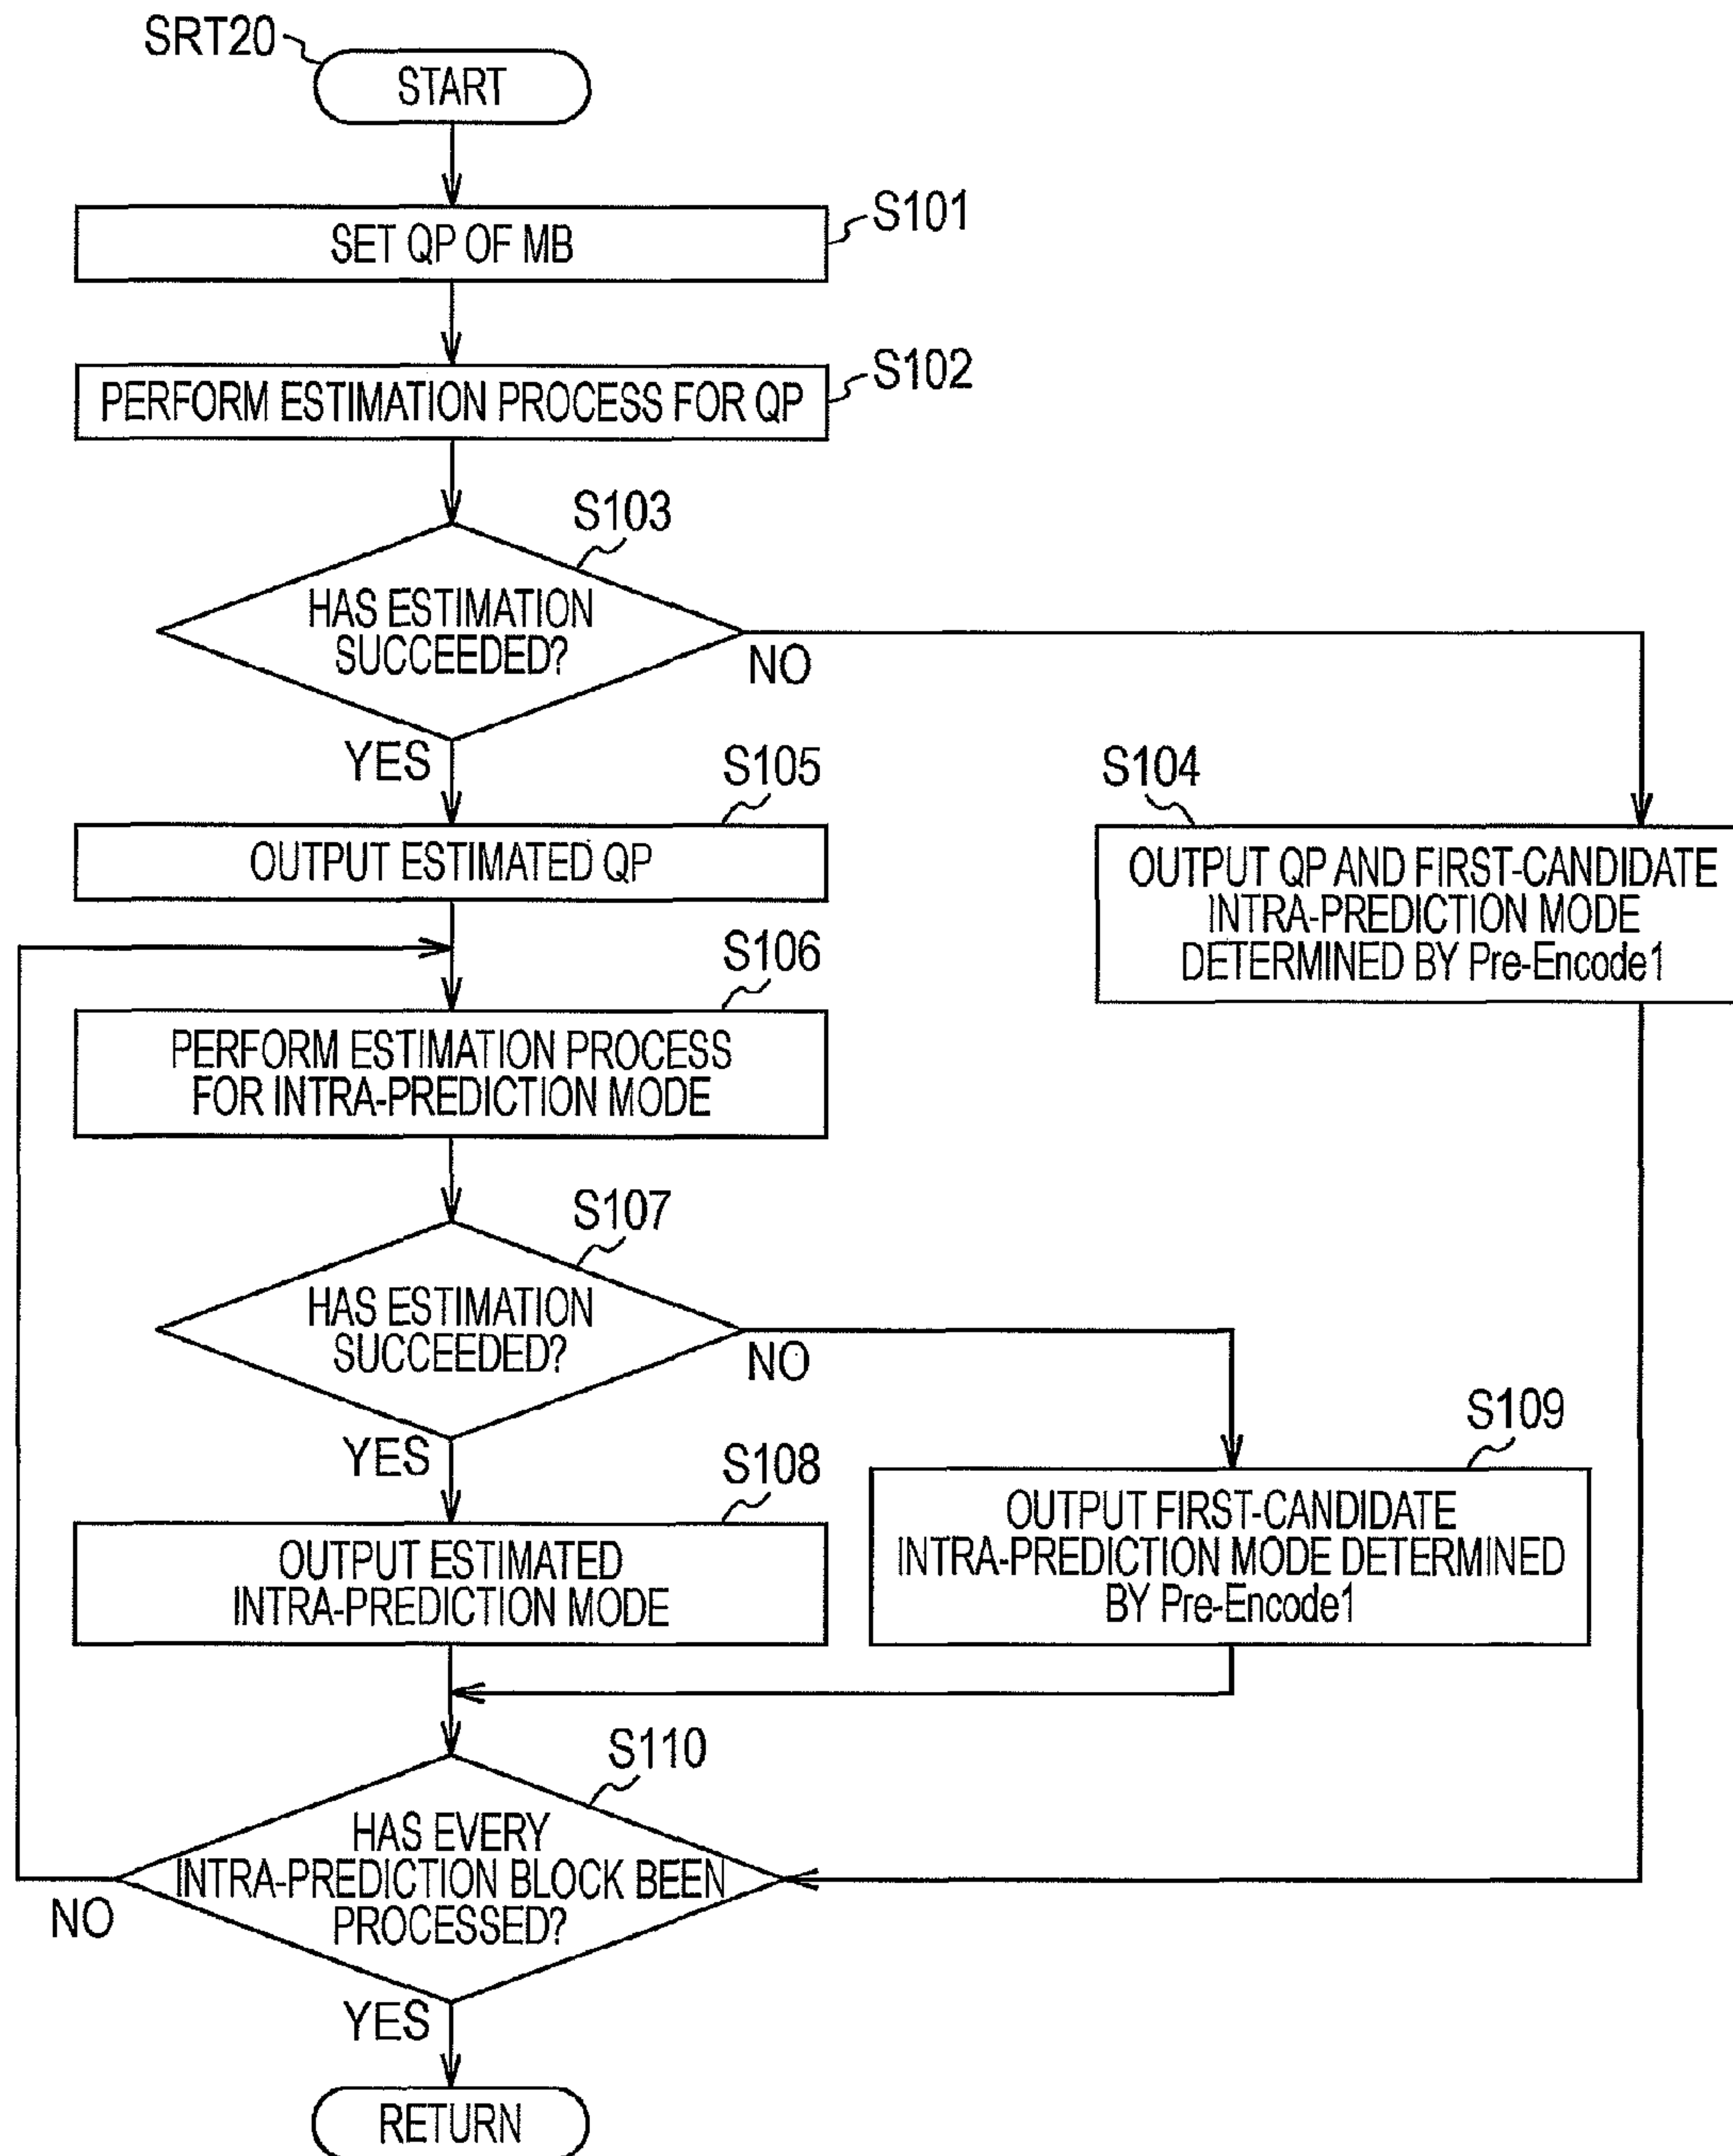 SRT20
START
SET QP OF MB
S101
PERFORM ESTIMATION PROCESS FOR QP
S102
S103
HAS ESTIMATION
SUCCEEDED?
NO
YES
S105
OUTPUT ESTIMATED QP
S104
OUTPUT QP AND FIRST-CANDIDATE
INTRA-PREDICTION MODE
DETERMINED BY Pre-Encode1
S106
PERFORM ESTIMATION PROCESS
FOR INTRA-PREDICTION MODE
S107
HAS ESTIMATION
SUCCEEDED?
NO
YES
S108
OUTPUT ESTIMATED
INTRA-PREDICTION MODE
S109
OUTPUT FIRST-CANDIDATE
INTRA-PREDICTION MODE DETERMINED
BY Pre-Encode1
S110
HAS EVERY
INTRA-PREDICTION BLOCK BEEN
PROCESSED?
NO
YES
RETURN